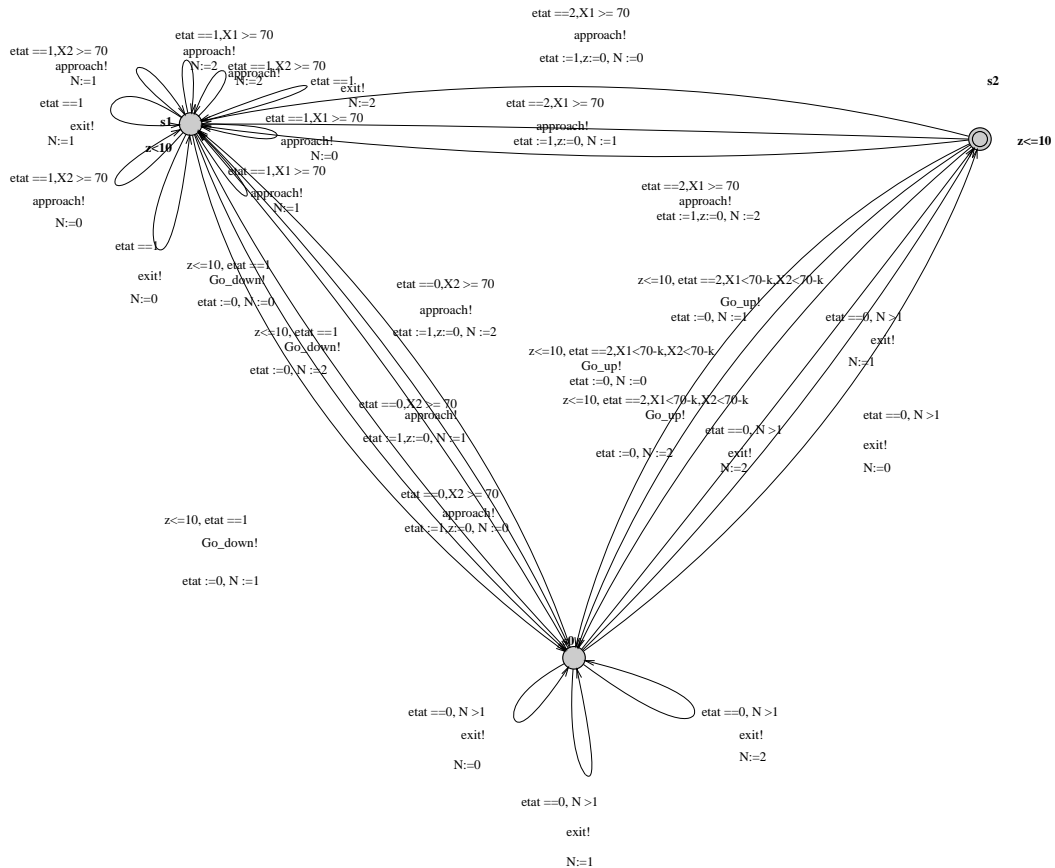 etat ==2,X1 >= 70
approach!
etat :=1,z:=0, N :=0
etat ==1,X1 >= 70
approach!
N:=2
etat ==1,X2 >= 70
approach!
N:=1
etat ==1,X2 >= 70
approach!
N:=2
etat ==1
exit!
N:=2
s2
z<=10
etat ==1
exit!
N:=1
s1
z<10
etat ==1,X1 >= 70
approach!
N:=0
etat ==2,X1 >= 70
approach!
etat :=1,z:=0, N :=1
etat ==1,X2 >= 70
approach!
N:=0
etat ==1,X1 >= 70
approach!
N:=1
etat ==2,X1 >= 70
approach!
etat :=1,z:=0, N :=2
etat ==1
exit!
N:=0
z<=10, etat ==1
Go_down!
etat :=0, N :=0
etat ==0,X2 >= 70
approach!
etat :=1,z:=0, N :=2
z<=10, etat ==2,X1<70-k,X2<70-k
Go_up!
etat :=0, N :=1
etat ==0, N >1
exit!
N:=1
z<=10, etat ==1
Go_down!
etat :=0, N :=2
z<=10, etat ==2,X1<70-k,X2<70-k
Go_up!
etat :=0, N :=0
z<=10, etat ==2,X1<70-k,X2<70-k
Go_up!
etat :=0, N :=2
etat ==0,X2 >= 70
approach!
etat :=1,z:=0, N :=1
etat ==0, N >1
exit!
N:=2
etat ==0, N >1
exit!
N:=0
etat ==0,X2 >= 70
approach!
etat :=1,z:=0, N :=0
z<=10, etat ==1
Go_down!
etat :=0, N :=1
etat ==0, N >1
exit!
N:=0
etat ==0, N >1
exit!
N:=2
etat ==0, N >1
exit!
N:=1